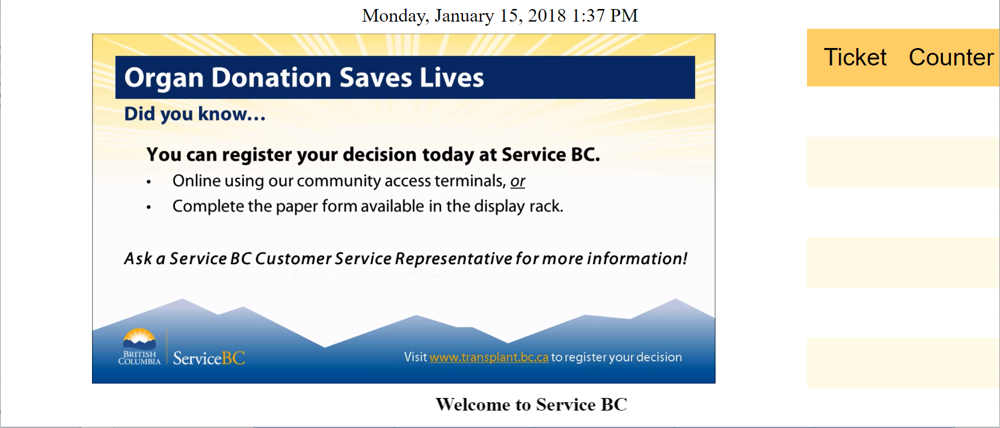 Monday, January 15, 2018 1:37 PM
Ticket Counter
Organ Donation Saves Lives
Did you know...
You can register your decision today at Service BC.
• Online using our community access terminals, or
• Complete the paper form available in the display rack.
Ask a Service BC Customer Service Representative for more information!
BRITISH
COLUMBIA
ServiceBC
Visit www.transplant.bc.ca to register your decision
Welcome to Service BC